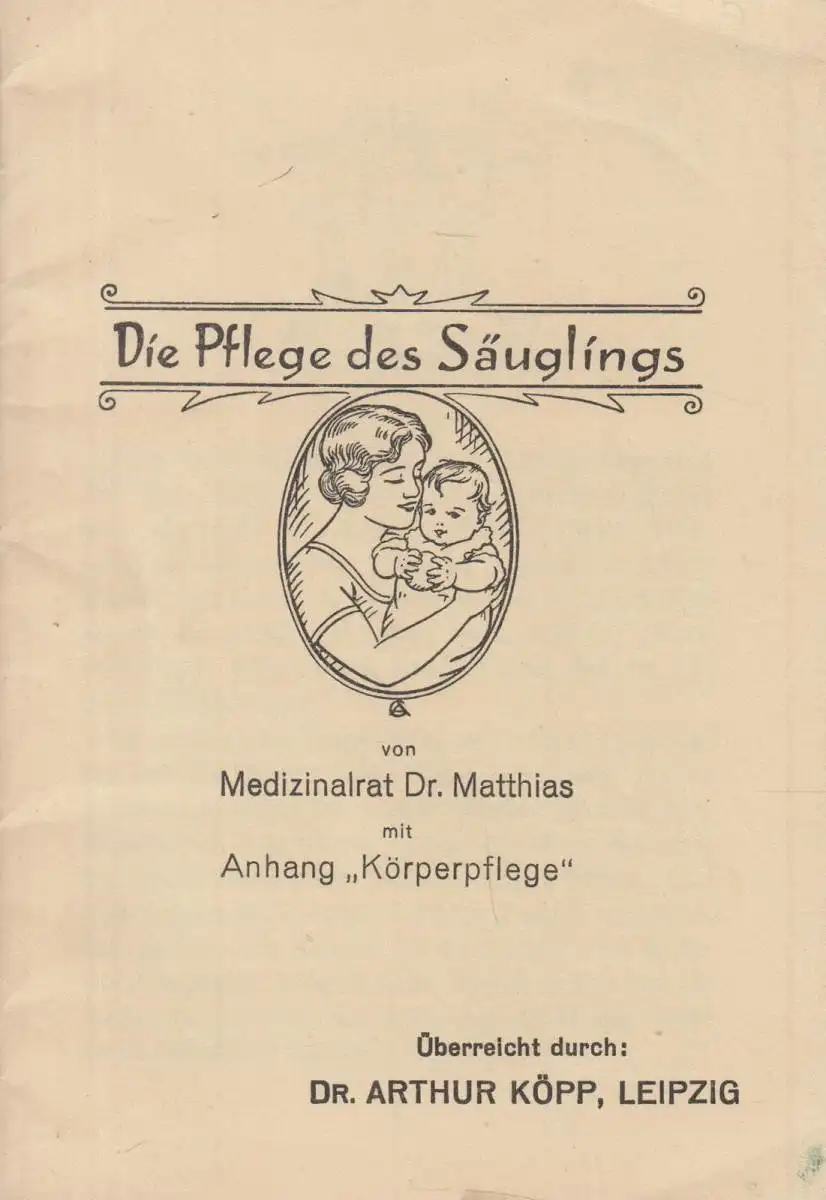 Die Pflege des Säuglings
von
Medizinalrat Dr. Matthias
mit
Anhang „Körperpflege“
Überreicht durch:
DR. ARTHUR KÖPP, LEIPZIG